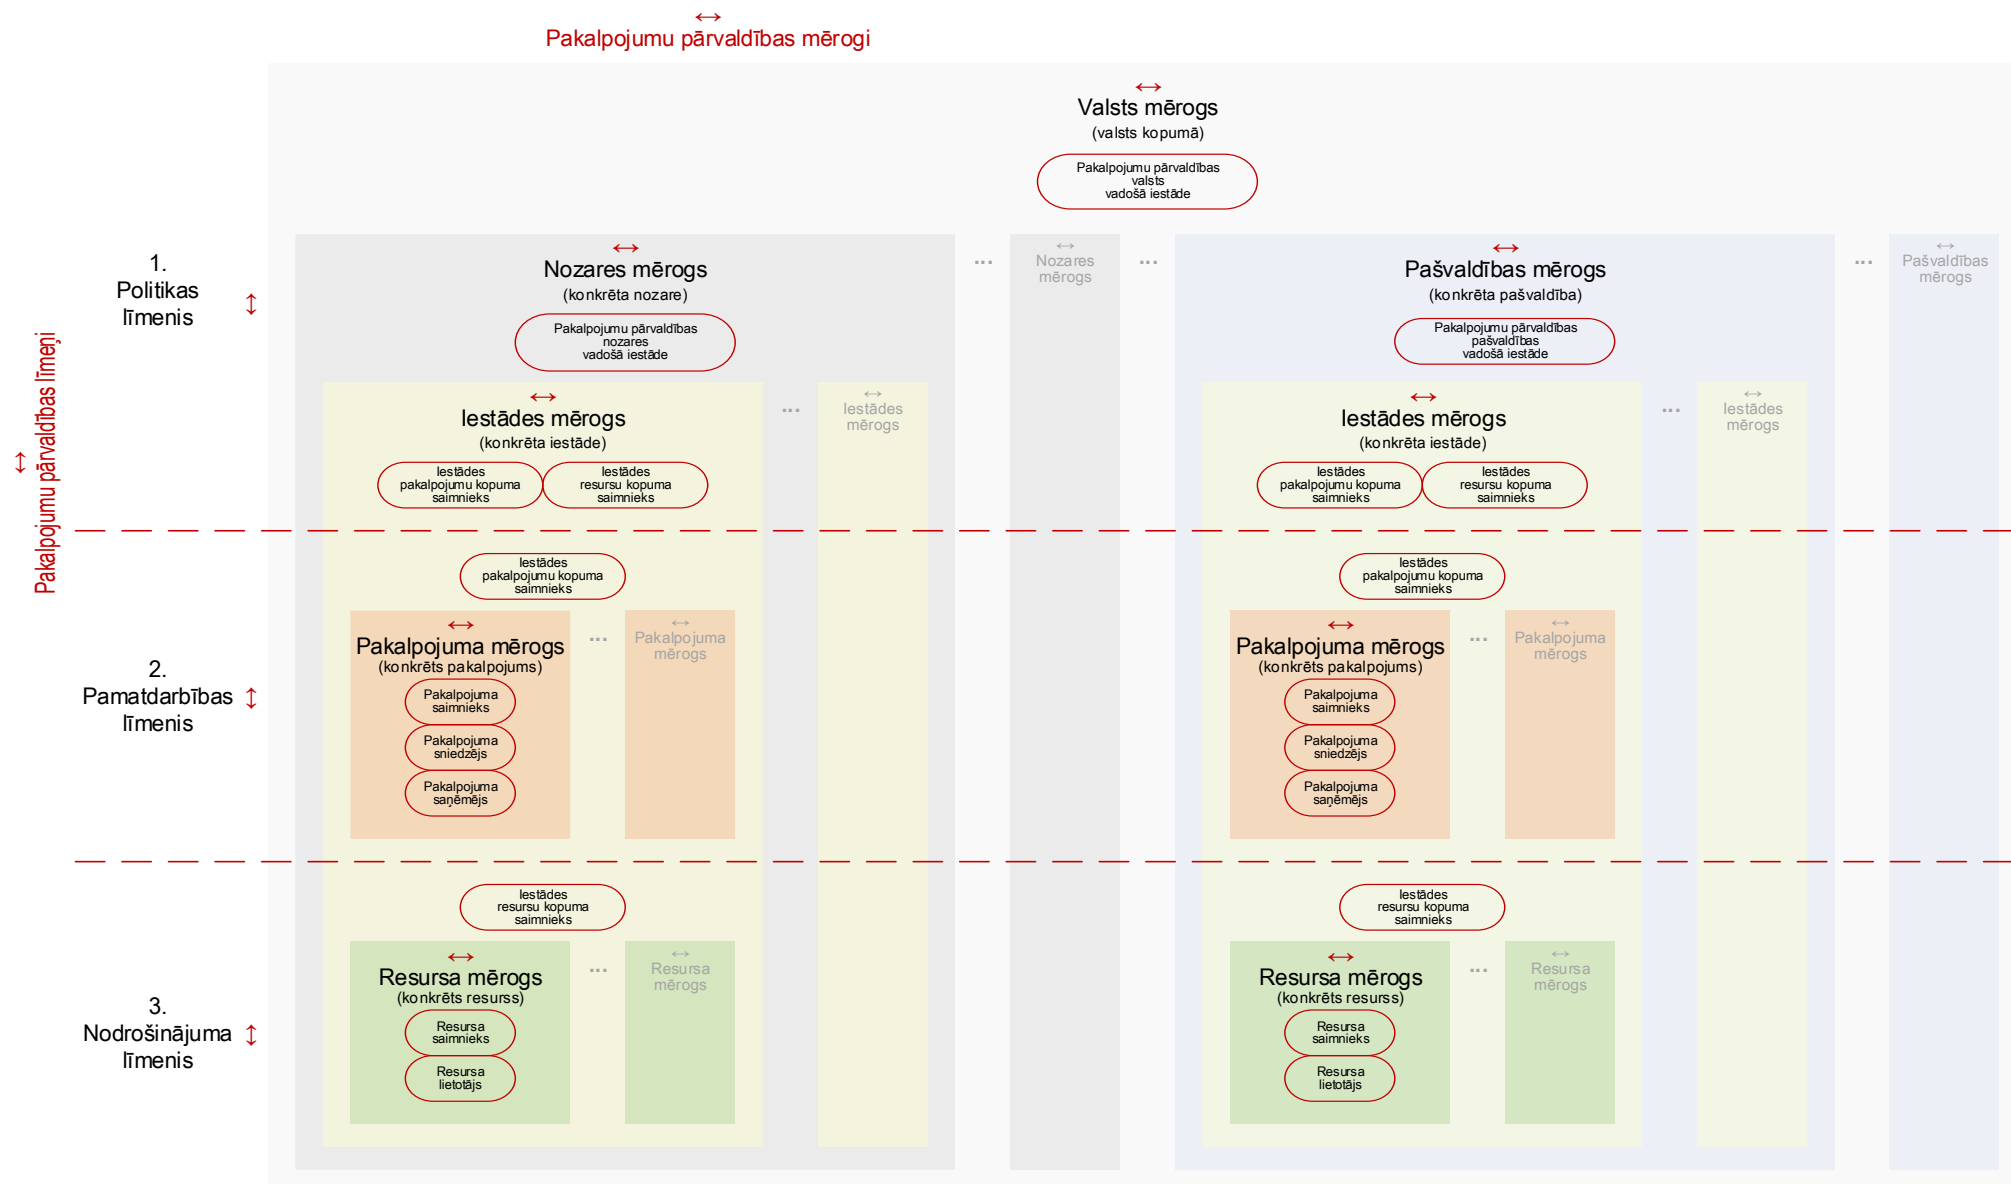 ↔
Pakalpojumu pārvaldības mērogi
↔
Valsts mērogs
(valsts kopumā)
Pakalpojumu pārvaldības
valsts
vadošā iestāde
↕
Pakalpojumu pārvaldības līmeņi
1.
Politikas
līmenis
↕
↔
Nozares mērogs
(konkrēta nozare)
Pakalpojumu pārvaldības
nozares
vadošā iestāde
...
↔
Nozares
mērogs
...
↔
Pašvaldības mērogs
(konkrēta pašvaldība)
Pakalpojumu pārvaldības
pašvaldības
vadošā iestāde
...
↔
Pašvaldības
mērogs
↔
Iestādes mērogs
(konkrēta iestāde)
Iestādes
pakalpojumu kopuma
saimnieks
Iestādes
resursu kopuma
saimnieks
...
↔
Iestādes
mērogs
↔
Iestādes mērogs
(konkrēta iestāde)
Iestādes
pakalpojumu kopuma
saimnieks
Iestādes
resursu kopuma
saimnieks
...
↔
Iestādes
mērogs
2.
Pamatdarbības
līmenis
↕
Iestādes
pakalpojumu kopuma
saimnieks
↔
Pakalpojuma mērogs
(konkrēts pakalpojums)
Pakalpojuma
saimnieks
Pakalpojuma
sniedzējs
Pakalpojuma
saņēmējs
...
↔
Pakalpojuma
mērogs
Iestādes
pakalpojumu kopuma
saimnieks
↔
Pakalpojuma mērogs
(konkrēts pakalpojums)
Pakalpojuma
saimnieks
Pakalpojuma
sniedzējs
Pakalpojuma
saņēmējs
...
↔
Pakalpojuma
mērogs
3.
Nodrošinājuma
līmenis
↕
Iestādes
resursu kopuma
saimnieks
↔
Resursa mērogs
(konkrēts resurss)
Resursa
saimnieks
Resursa
lietotājs
...
↔
Resursa
mērogs
Iestādes
resursu kopuma
saimnieks
↔
Resursa mērogs
(konkrēts resurss)
Resursa
saimnieks
Resursa
lietotājs
...
↔
Resursa
mērogs